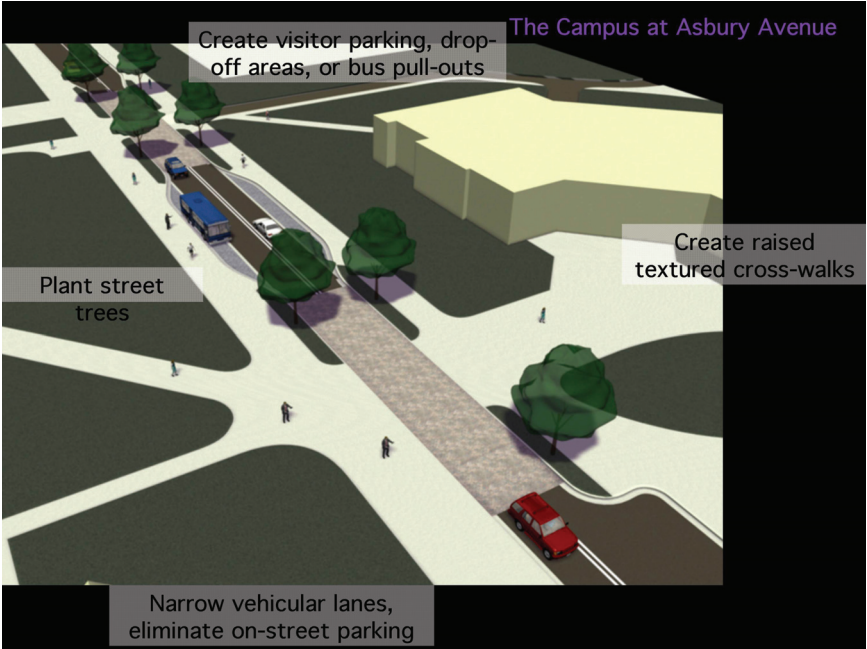 The Campus at Asbury Avenue
Create visitor parking, drop-
off areas, or bus pull-outs
Create raised
textured cross-walks
Plant street
trees
Narrow vehicular lanes,
eliminate on-street parking